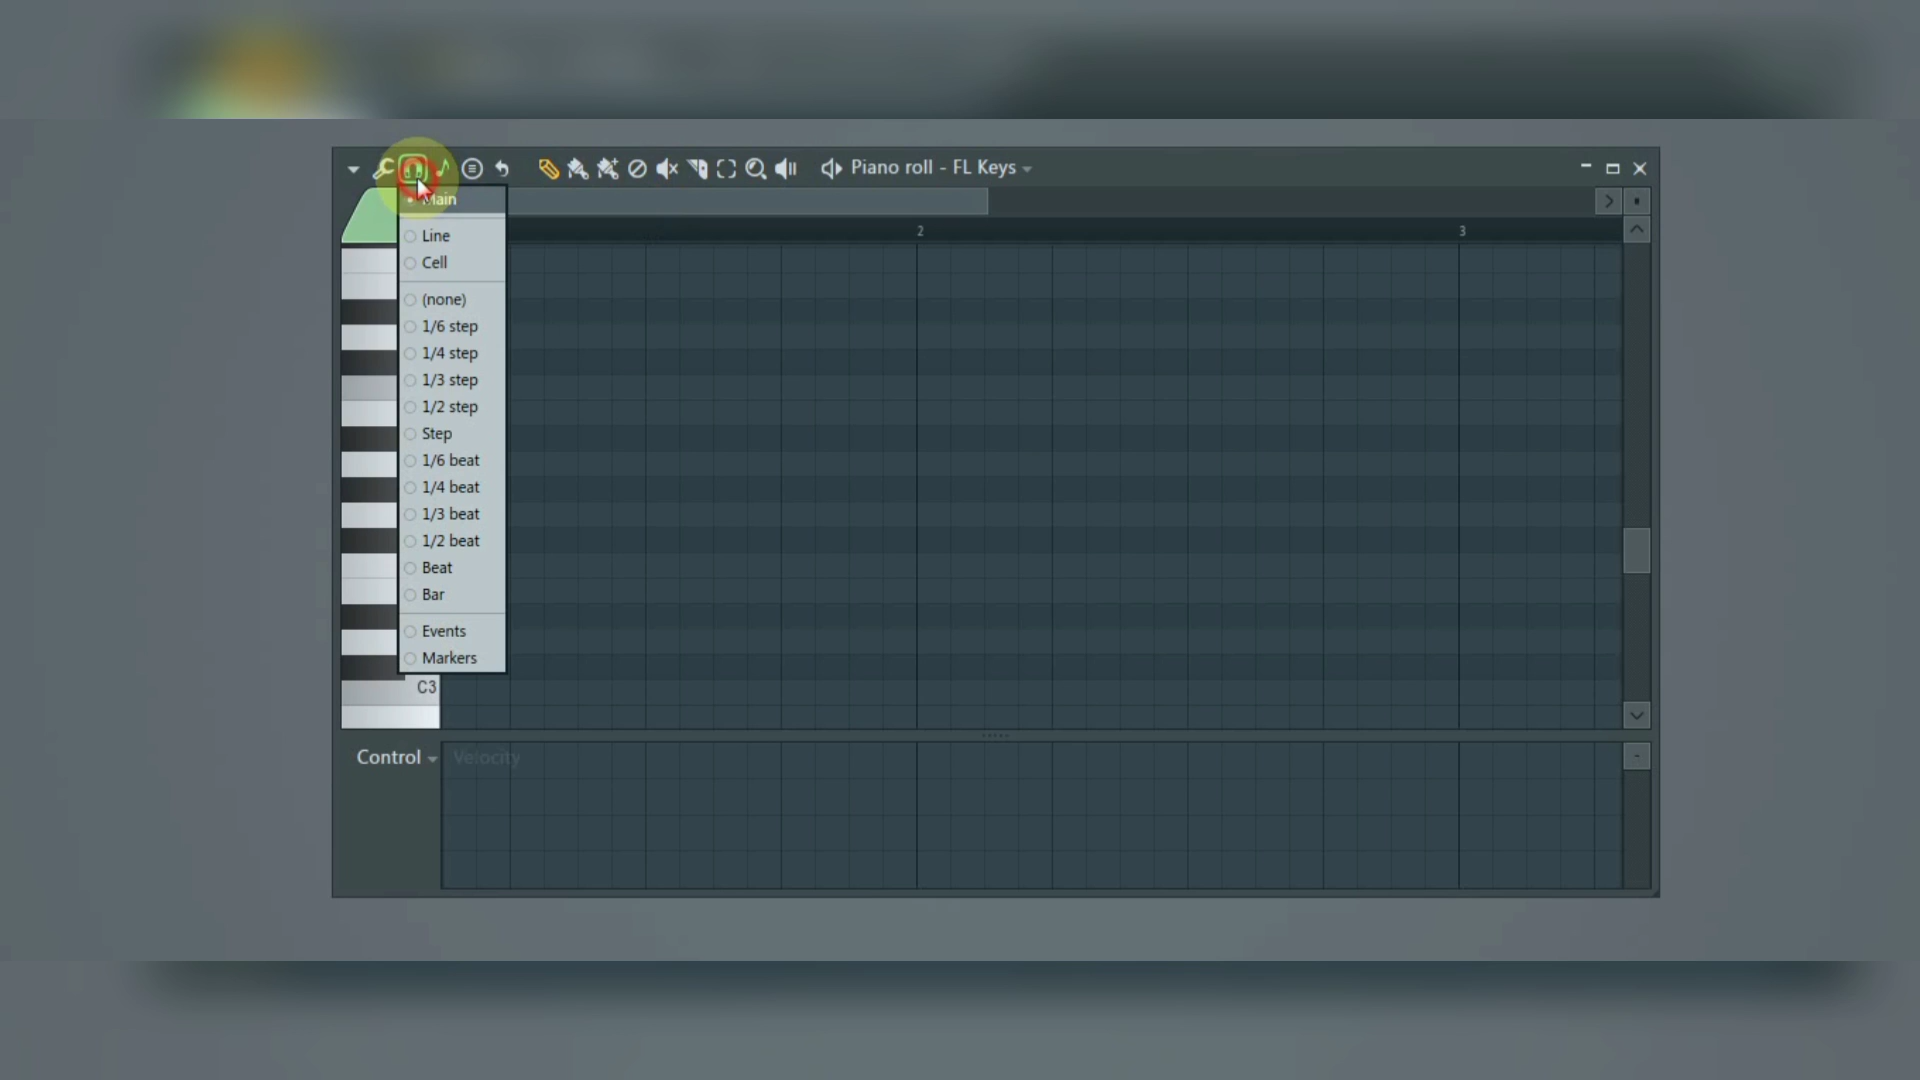 Piano roll - FL Keys
Main
2
3
Line
Cell
(none)
1/6 step
1/4 step
1/3 step
1/2 step
Step
1/6 beat
1/4 beat
1/3 beat
1/2 beat
Beat
Bar
Events
Markers
C3
Control
Velocity